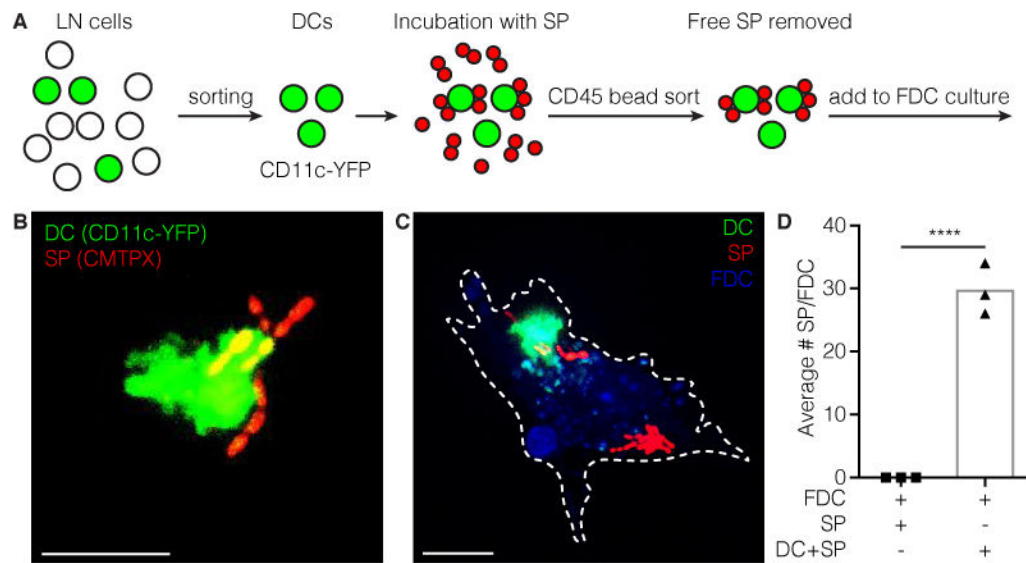 A
LN cells
DCs
Incubation with SP
Free SP removed
sorting
CD45 bead sort
add to FDC culture
CD11c-YFP
B
DC (CD11c-YFP)
SP (CMTPX)
C
DC
SP
FDC
D
****
Average # SP/FDC
40
30
20
10
0
FDC + +
SP + -
DC+SP - +